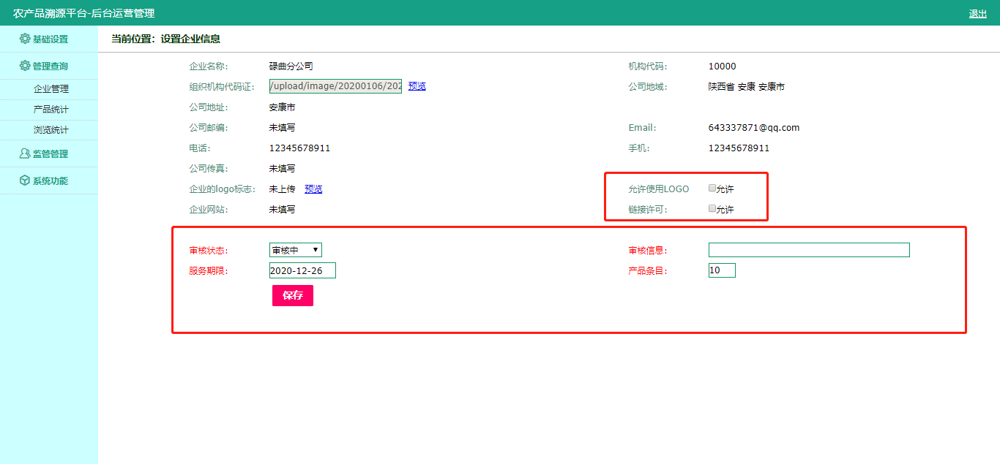 农产品溯源平台-后台运营管理
退出
基础设置
管理查询
企业管理
产品统计
浏览统计
监管管理
系统功能
当前位置：设置企业信息
企业名称： 碌曲分公司 机构代码： 10000
组织机构代码证： /upload/image/20200106/202 预览 公司地域： 陕西省 安康 安康市
公司地址： 安康市
公司邮编： 未填写 Email： 643337871@qq.com
电话： 12345678911 手机： 12345678911
公司传真： 未填写
企业的logo标志： 未上传 预览 允许使用LOGO 允许
企业网站： 未填写 链接许可： 允许
审核状态： 审核中 审核信息：
服务期限： 2020-12-26 产品条目： 10
保存